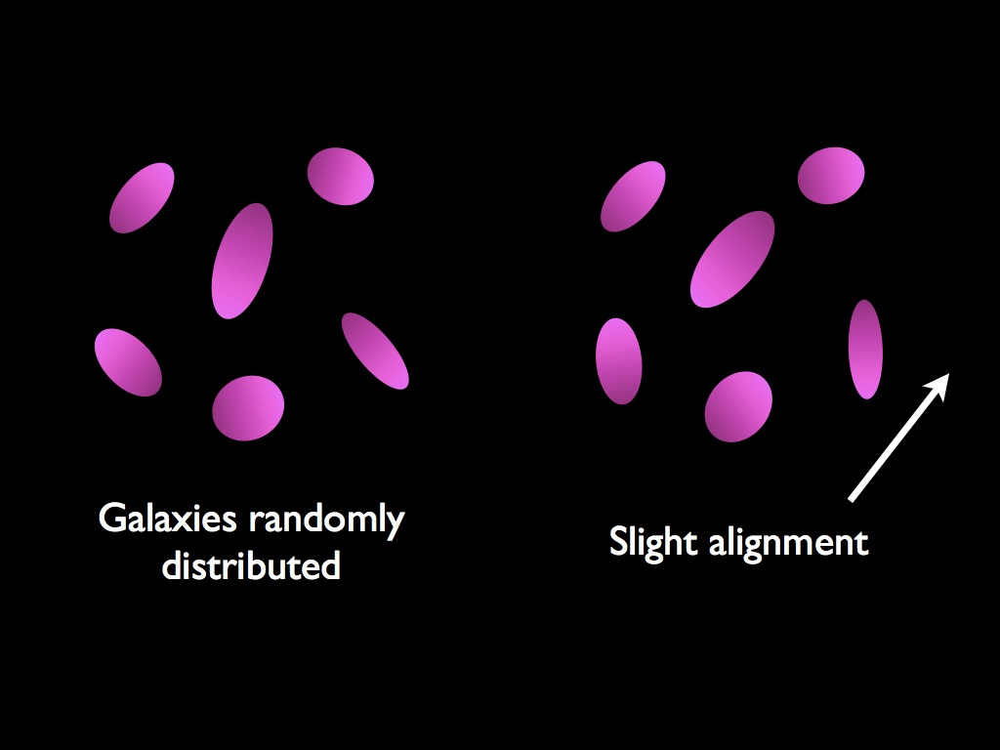 Galaxies randomly
distributed
Slight alignment